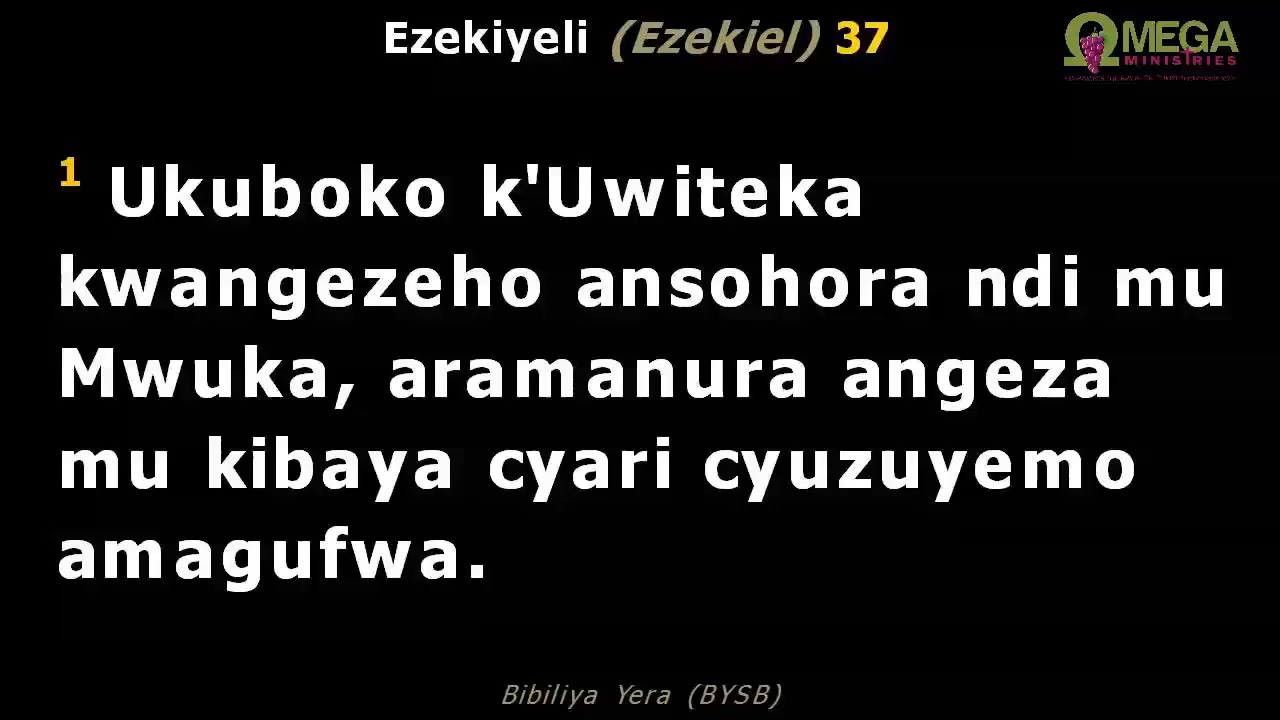 Ezekiyeli (Ezekiel) 37
ΩMEGA
MINISTRIES
1 Ukuboko k'Uwiteka
kwangezeho ansohora ndi mu
Mwuka, aramanura angeza
mu kibaya cyari cyuzuyemo
amagufwa.
Bibiliya Yera (BYSB)